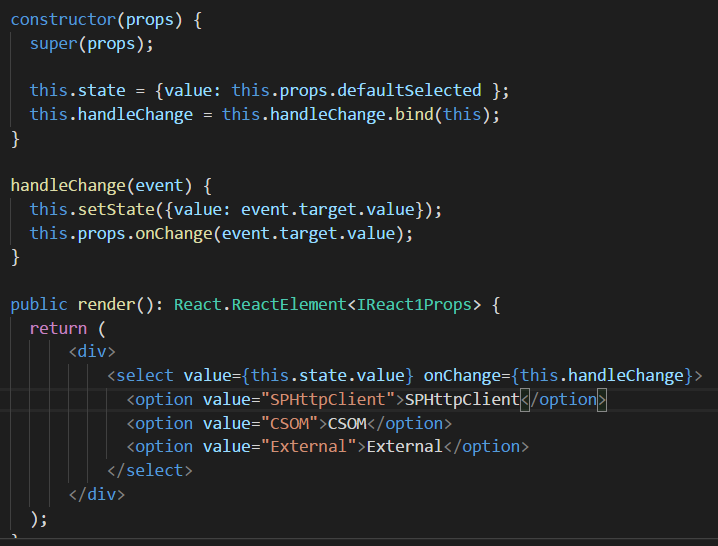 constructor(props) {
super(props);
this.state = {value: this.props.defaultSelected };
this.handleChange = this.handleChange.bind(this);
}
handleChange(event) {
this.setState({value: event.target.value});
this.props.onChange(event.target.value);
}
public render(): React.ReactElement<IReact1Props> {
return (
<div>
<select value={this.state.value} onChange={this.handleChange}>
<option value="SPHttpClient">SPHttpClient</option>
<option value="CSOM">CSOM</option>
<option value="External">External</option>
</select>
</div>
);